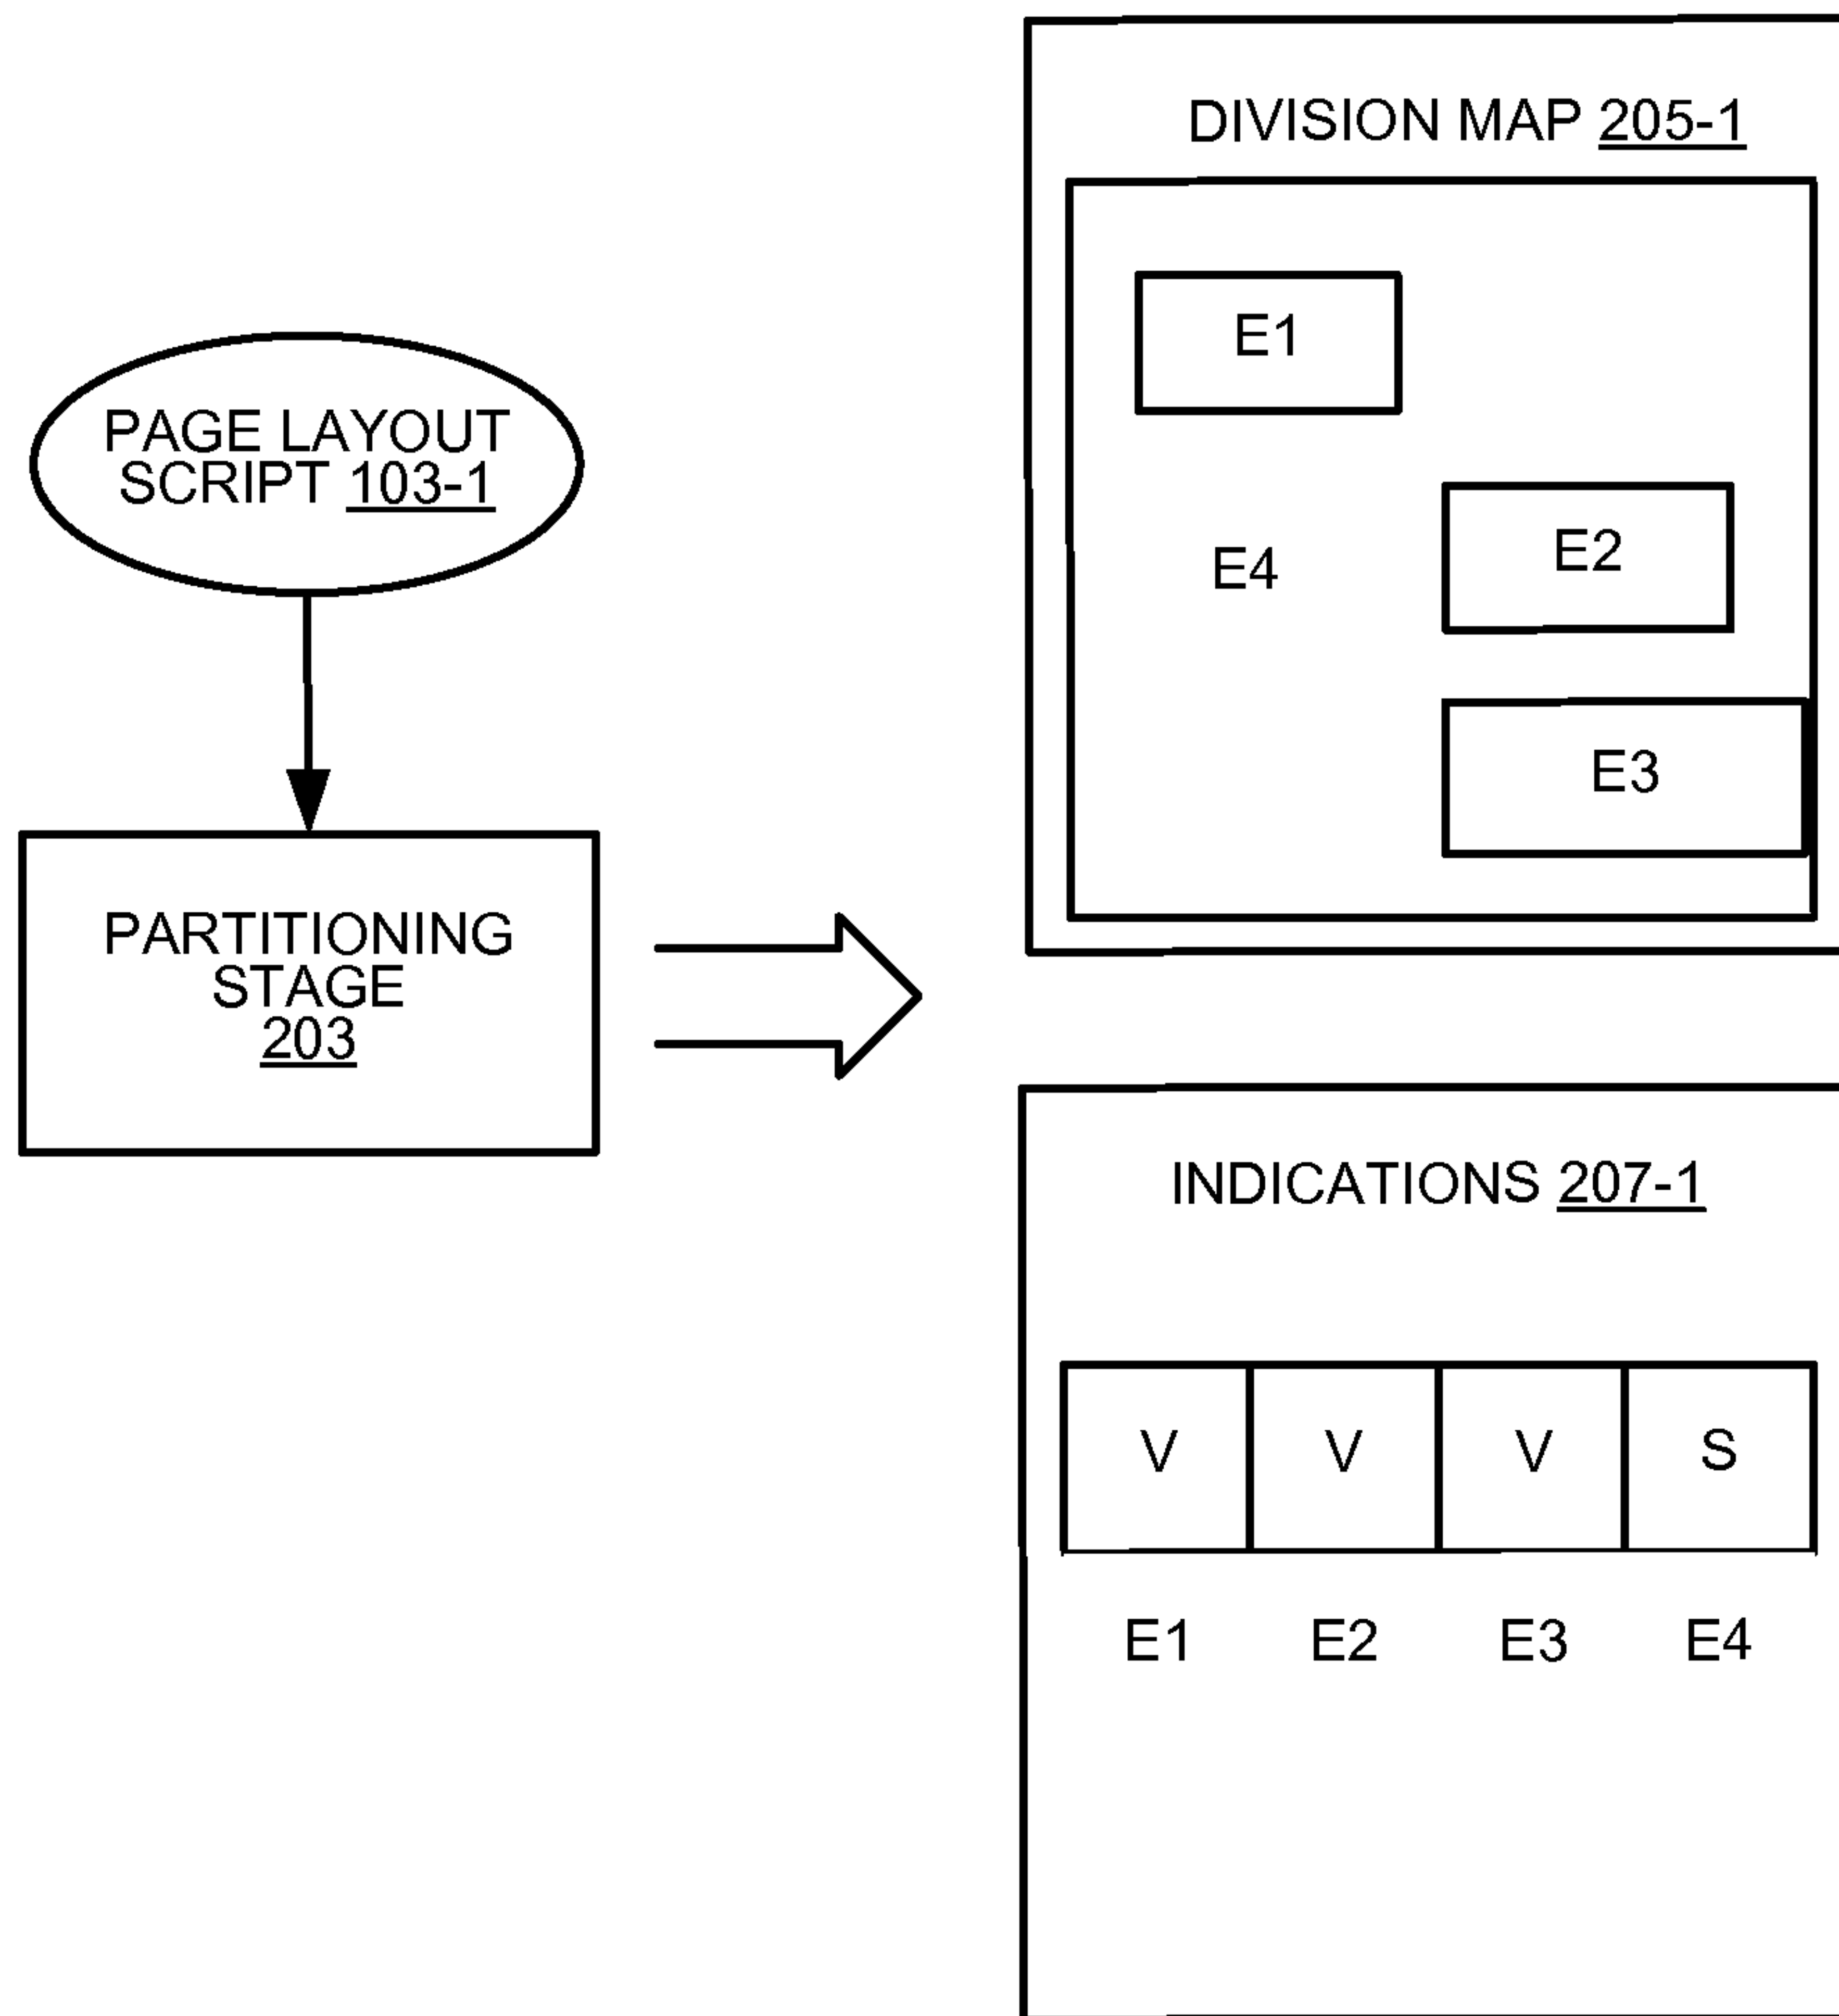 PAGE LAYOUT
SCRIPT 103-1
PARTITIONING
STAGE
203
DIVISION MAP 205-1
E1
E2
E4
E3
INDICATIONS 207-1
V V V S
E1 E2 E3 E4